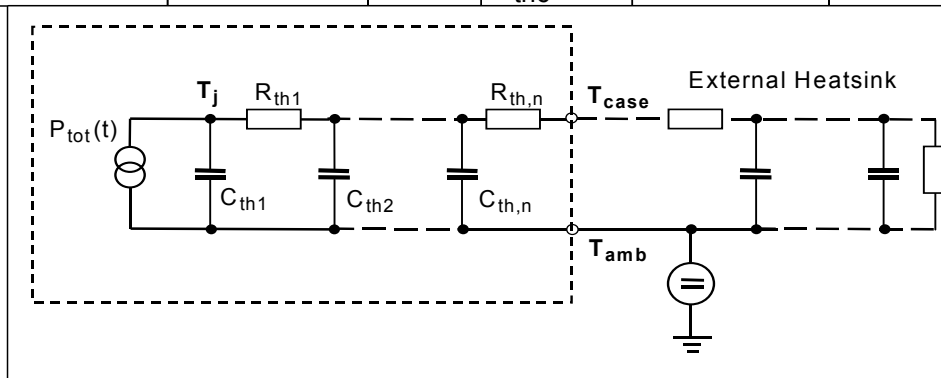 External Heatsink
Tj
Rth1
Rth,n
Tcase
Ptot(t)
Cth1
Cth2
Cth,n
Tamb